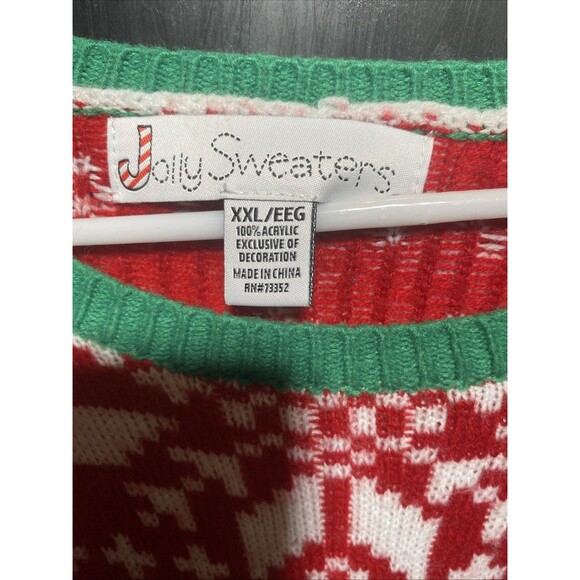 Jolly Sweaters
XXL/EEG
100% ACRYLIC
EXCLUSIVE OF
DECORATION
MADE IN CHINA
RN#73352